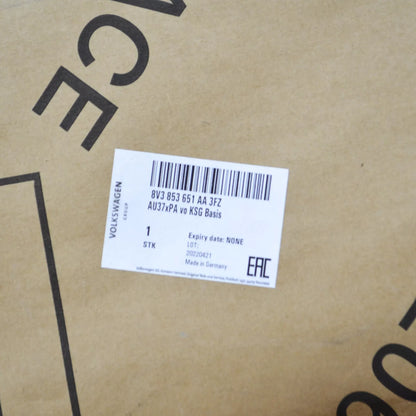 NCE
VOLKSWAGEN
GROUP
8V3 853 651 AA 3FZ
AU37xPA vo KSG Basis
1
STK
Expiry date: NONE
LOT:
20220421
Made in Germany
EAC